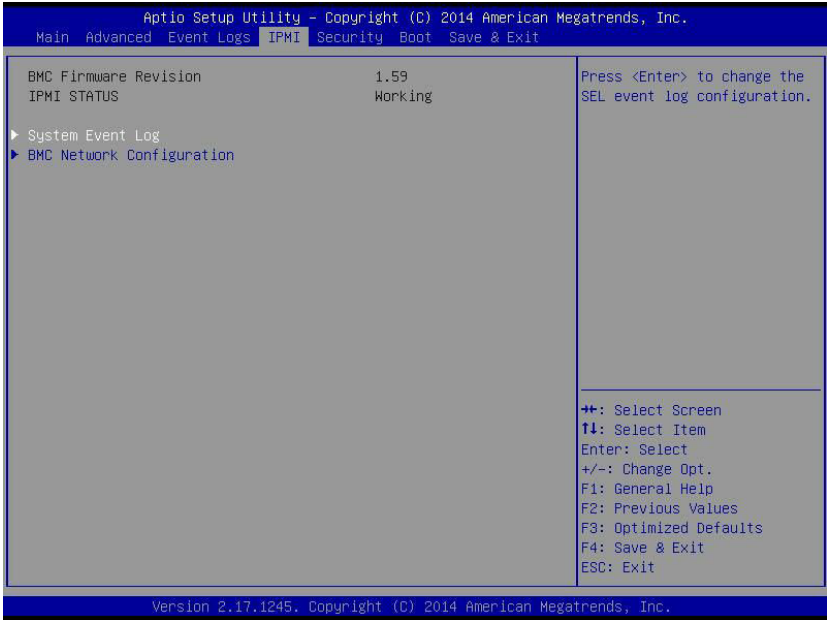 Aptio Setup Utility – Copyright (C) 2014 American Megatrends, Inc.
Main Advanced Event Logs IPMI Security Boot Save & Exit
BMC Firmware Revision 1.59
IPMI STATUS Working
System Event Log
BMC Network Configuration
Press <Enter> to change the
SEL event log configuration.
→←: Select Screen
↑↓: Select Item
Enter: Select
+/-: Change Opt.
F1: General Help
F2: Previous Values
F3: Optimized Defaults
F4: Save & Exit
ESC: Exit
Version 2.17.1245. Copyright (C) 2014 American Megatrends, Inc.